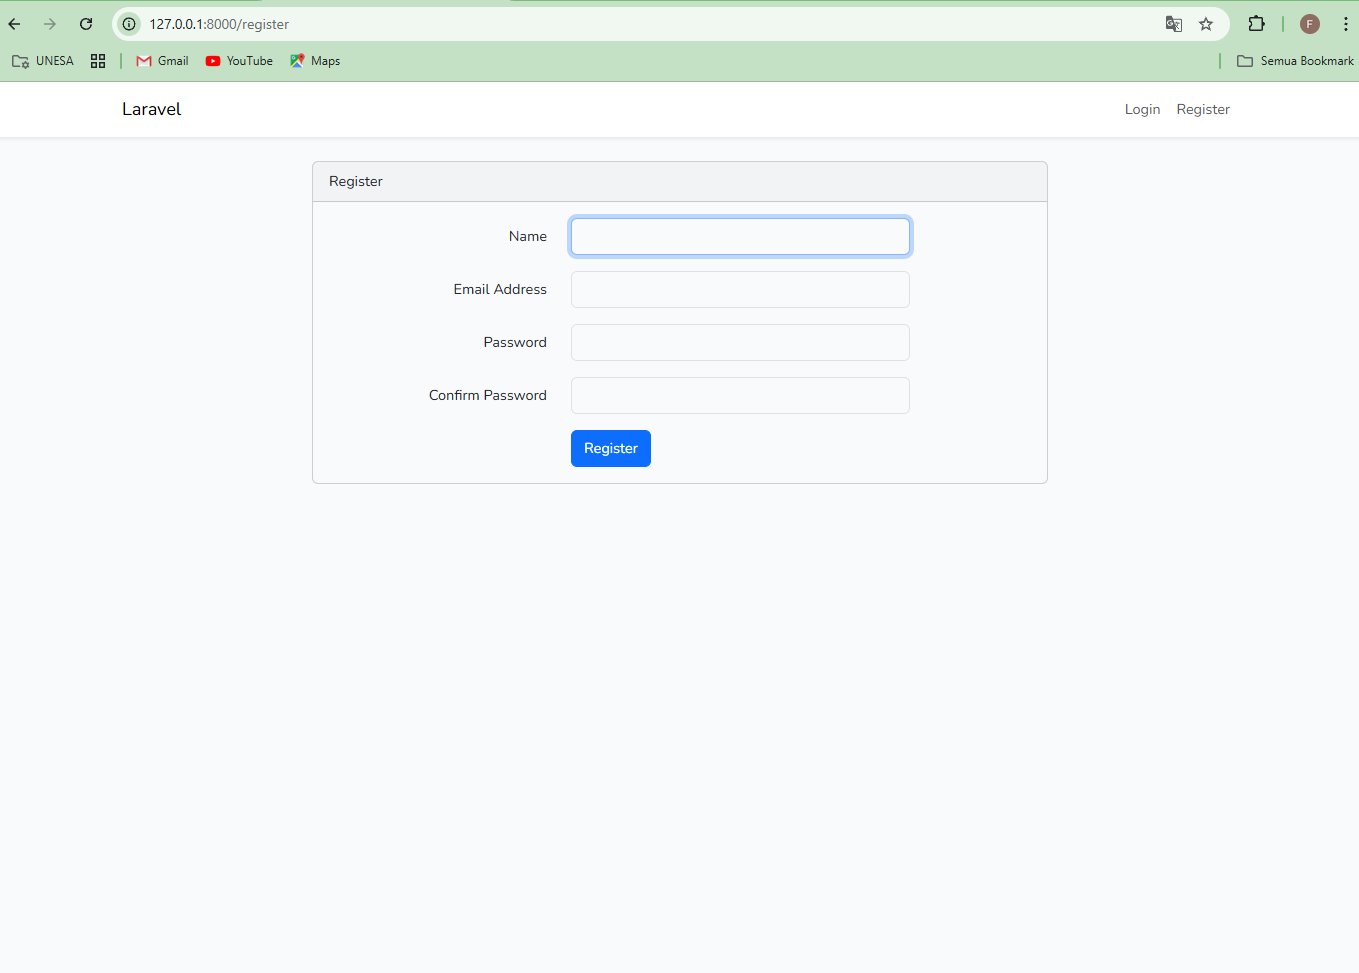 127.0.0.1:8000/register
UNESA Gmail YouTube Maps Semua Bookmark
F
Laravel Login Register
Register
Name
Email Address
Password
Confirm Password
Register